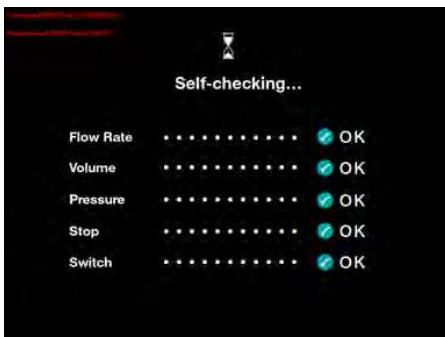 Self-checking...
Flow Rate ........... OK
Volume ........... OK
Pressure ........... OK
Stop ........... OK
Switch ........... OK